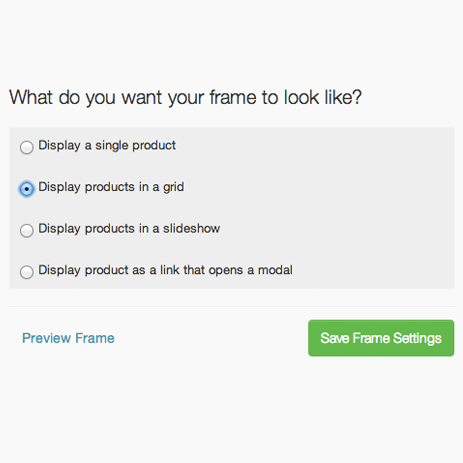 What do you want your frame to look like?
Display a single product
Display products in a grid
Display products in a slideshow
Display product as a link that opens a modal
Preview Frame
Save Frame Settings